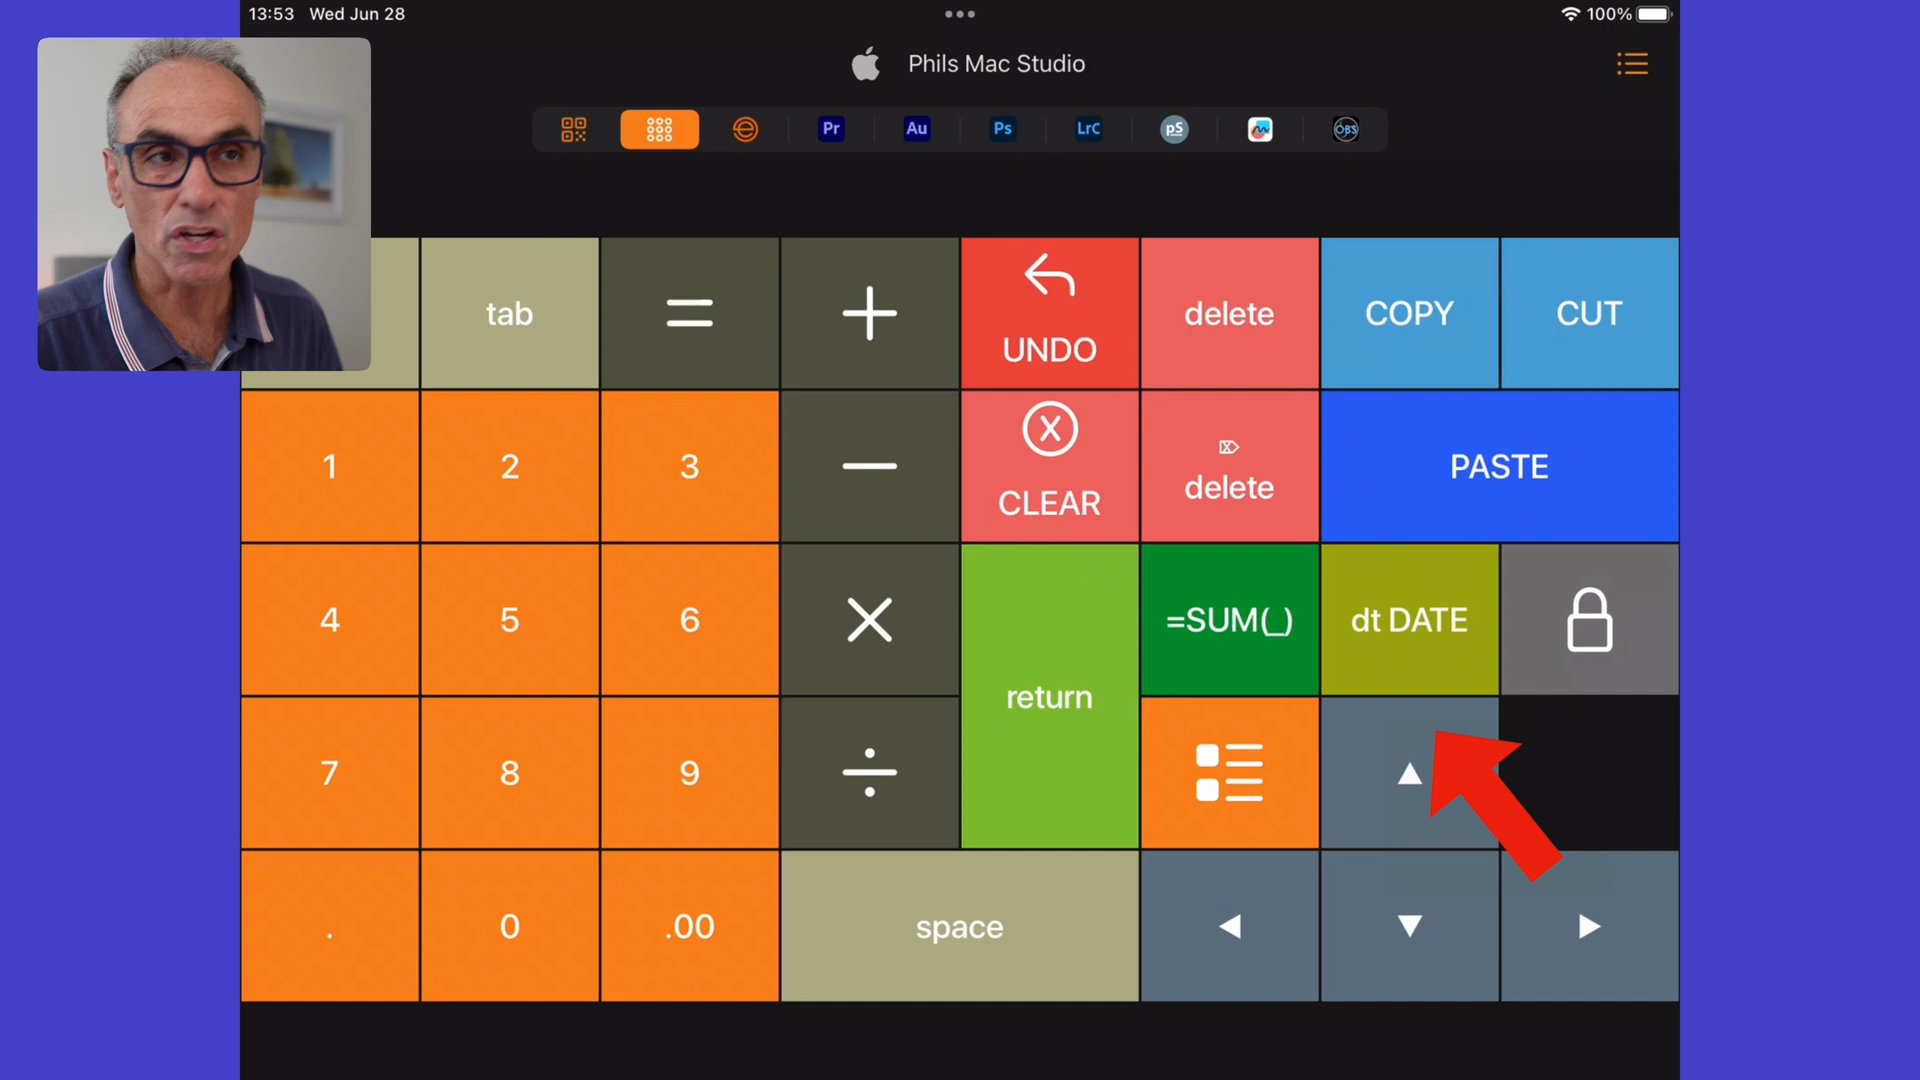 13:53 Wed Jun 28
100%
Phils Mac Studio
Pr Au Ps LrC pS OBS
tab = + UNDO delete COPY CUT
1 2 3 — CLEAR delete PASTE
4 5 6 × return =SUM(_) dt DATE
7 8 9 ÷
. 0 .00 space